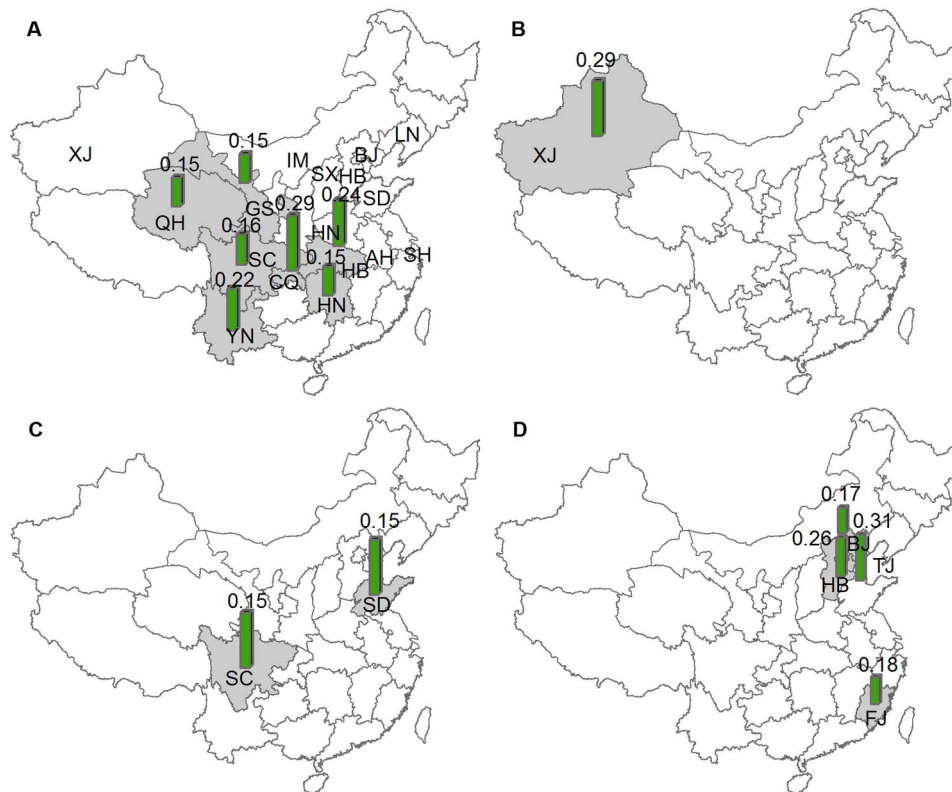 A
B
0.29
LN
XJ
0.15
IM
BJ
SX
HB
XJ
0.15
0.29
0.24
SD
QH
GS
HN
0.16
SC
0.15
HB
AH
SH
0.22
CQ
HN
YN
C
D
0.17
0.15
0.31
0.26
BJ
TJ
HB
SD
0.15
SC
0.18
FJ